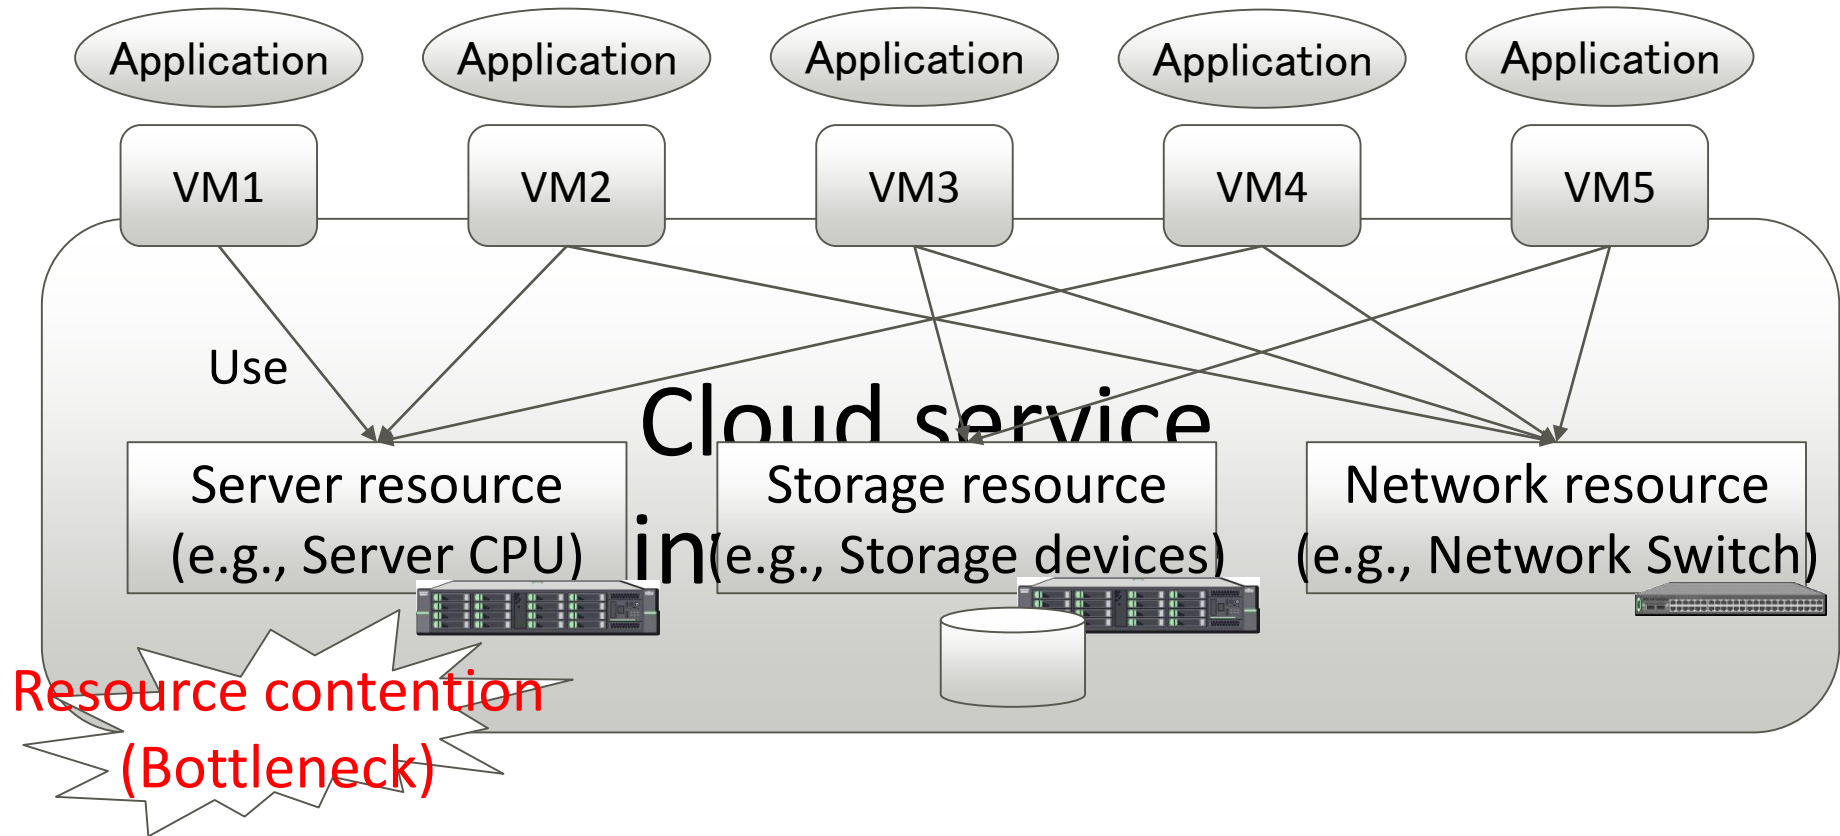 Application Application Application Application Application
VM1 VM2 VM3 VM4 VM5
Use
Cloud service
Server resource
(e.g., Server CPU)
Storage resource
(e.g., Storage devices)
Network resource
(e.g., Network Switch)
Resource contention
(Bottleneck)